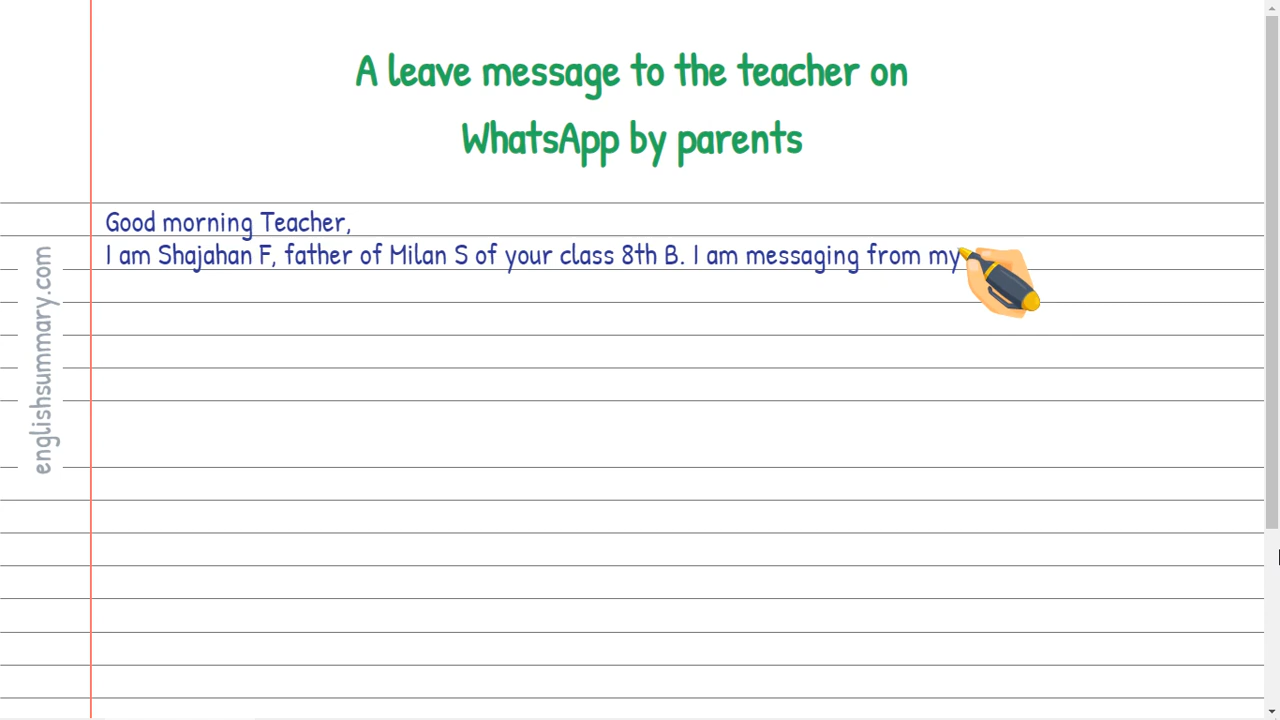 A leave message to the teacher on
WhatsApp by parents
Good morning Teacher,
I am Shajahan F, father of Milan S of your class 8th B. I am messaging from my
englishsummary.com